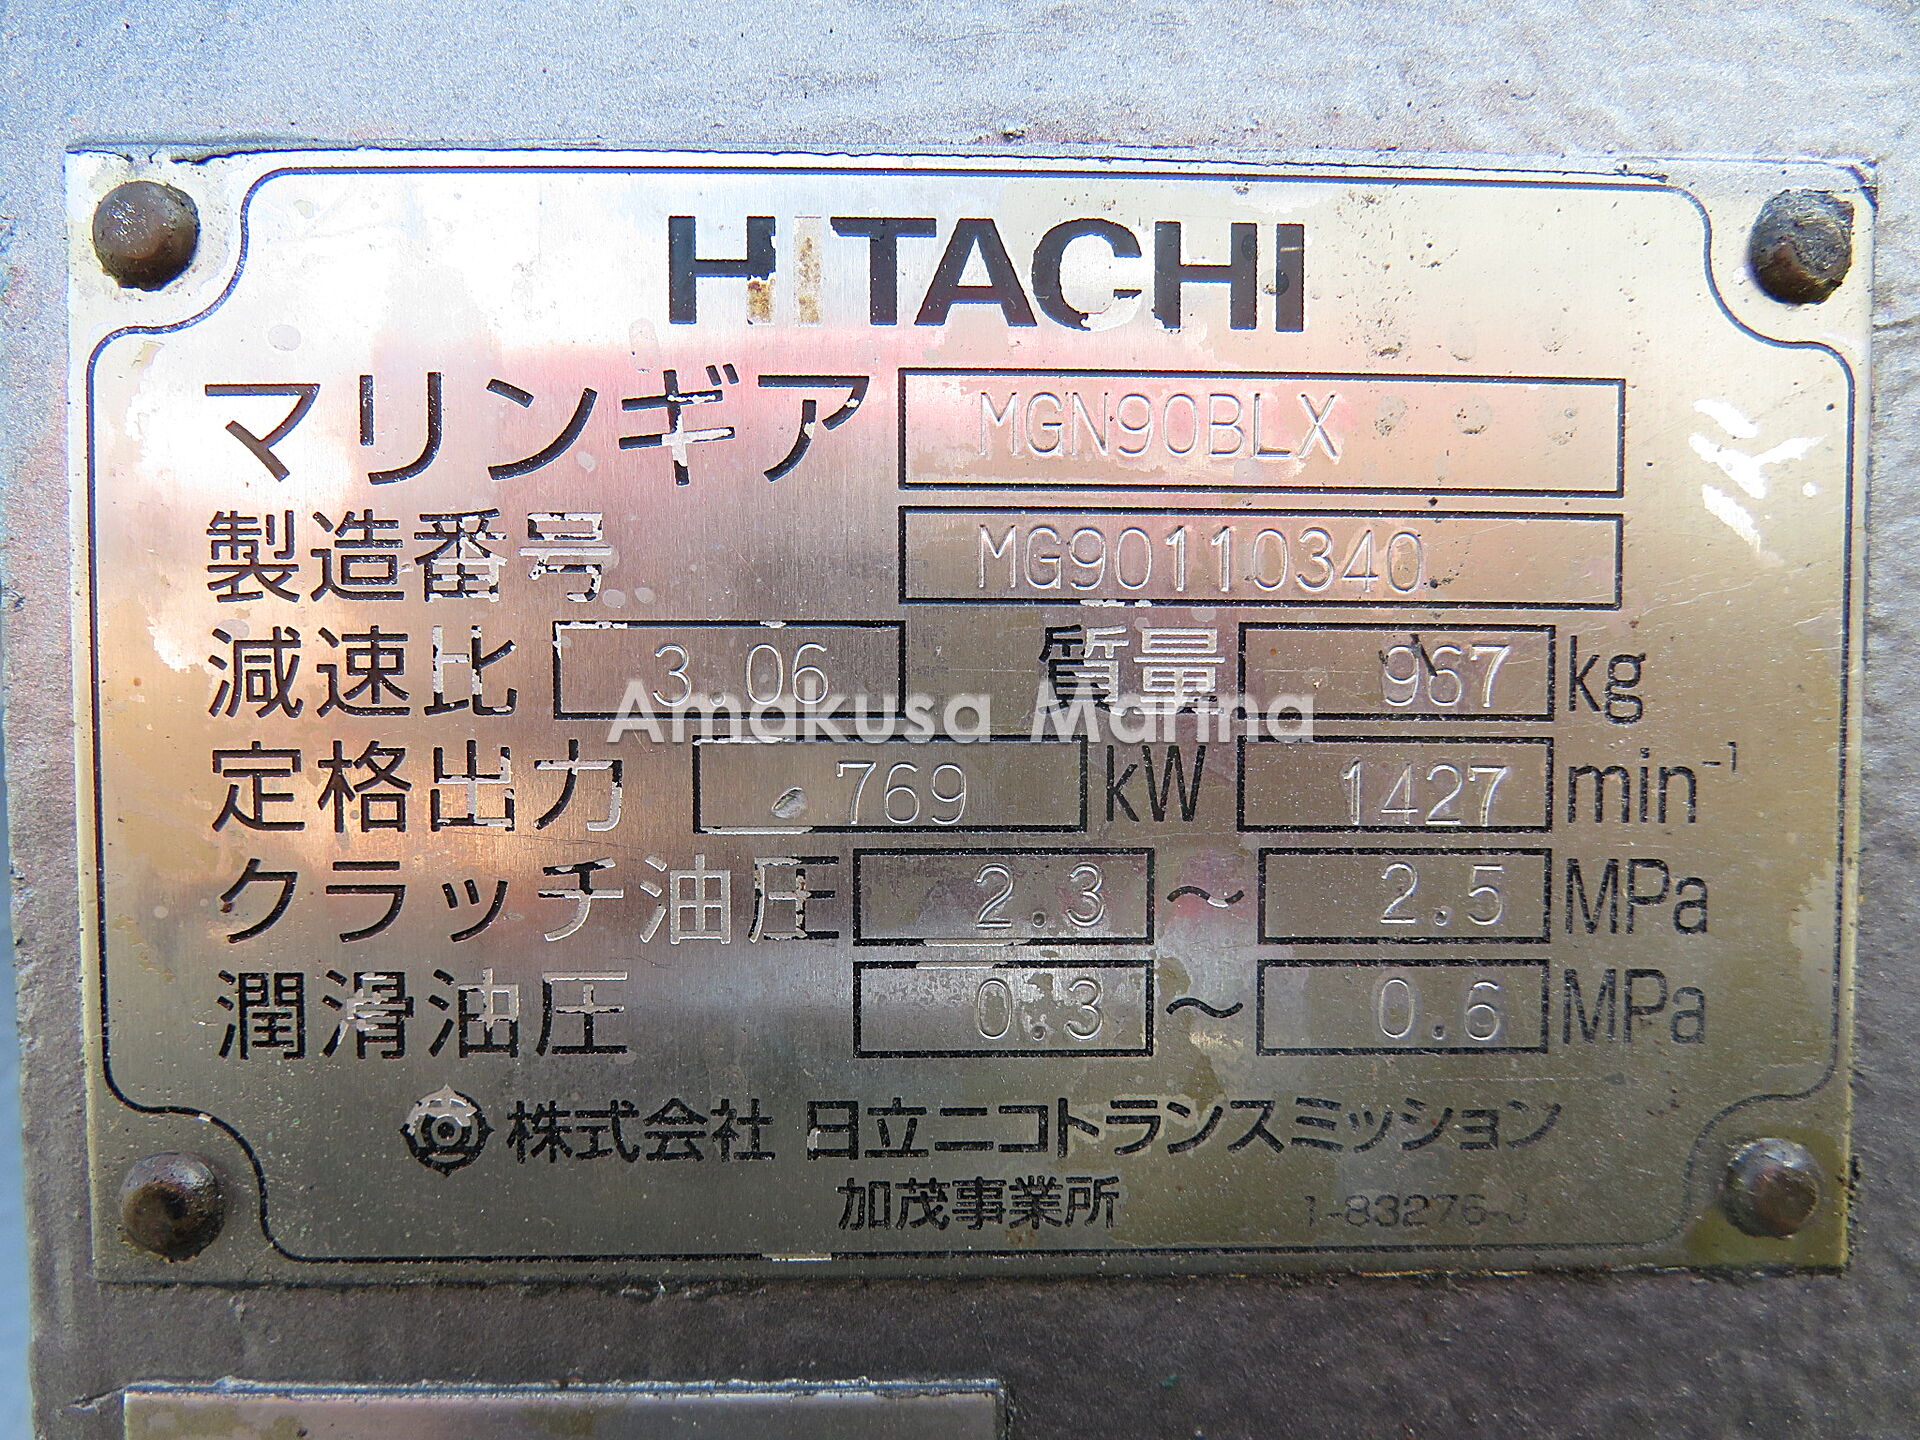 HITACHI
マリンギア MGN90BLX
製造番号 MG90110340
減速比 3.06 質量 967 kg
Amakusa Marina
定格出力 769 kW 1427 min⁻¹
クラッチ油圧 2.3 ～ 2.5 MPa
潤滑油圧 0.3 ～ 0.6 MPa
株式会社 日立ニコトランスミッション
加茂事業所 1-83276-J